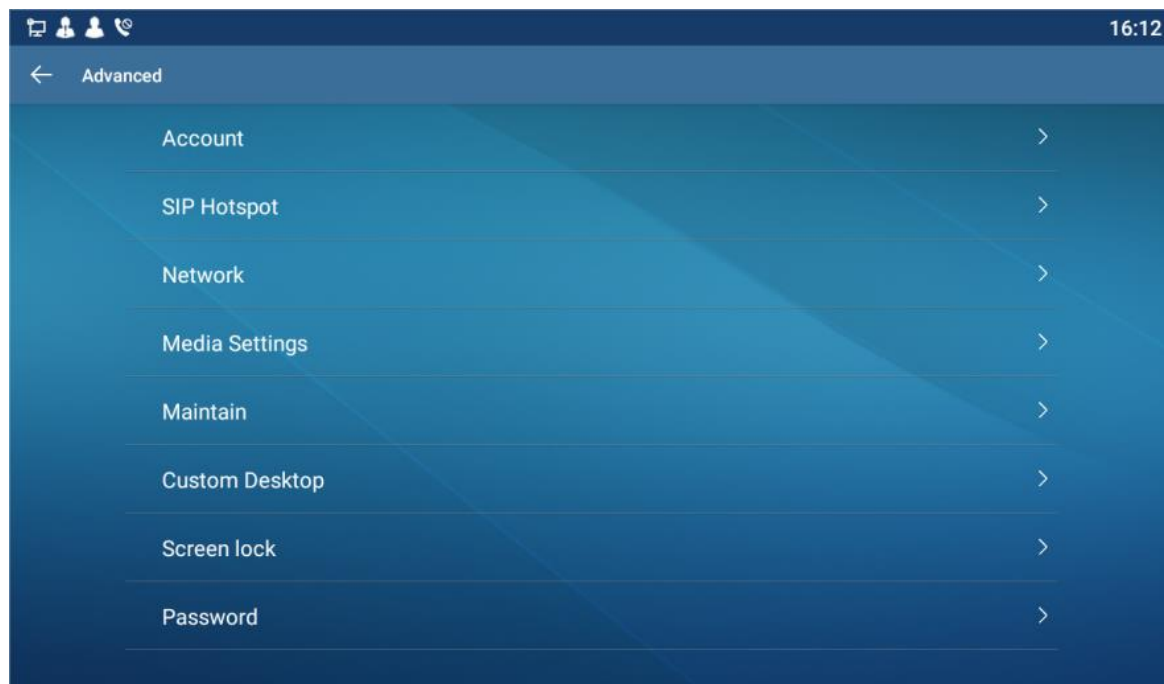 16:12
Advanced
Account
SIP Hotspot
Network
Media Settings
Maintain
Custom Desktop
Screen lock
Password